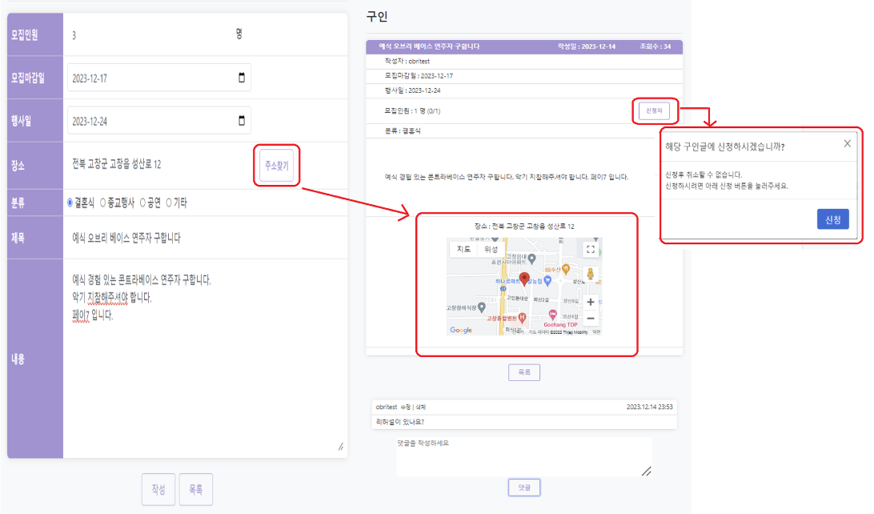 모집인원 3 명
모집마감일 2023-12-17
행사일 2023-12-24
장소 전북 고창군 고창읍 성산로 12 주소찾기
분류 결혼식 종교행사 공연 기타
제목 예식 오브리 베이스 연주자 구합니다
내용
예식 경험 있는 콘트라베이스 연주자 구합니다.
악기 지참해주셔야 합니다.
페이7 입니다.
작성 목록
구인
예식 오브리 베이스 연주자 구합니다 작성일 : 2023-12-14 조회수 : 34
작성자 : obritest
모집마감일 : 2023-12-17
행사일 : 2023-12-24
모집인원 : 1 명 (0/1) 신청하기
분류 : 결혼식
예식 경험 있는 콘트라베이스 연주자 구합니다. 악기 지참해주셔야 합니다. 페이7 입니다.
장소 : 전북 고창군 고창읍 성산로 12
지도 위성
고창종합병원
Gochang TOP
Google
목록
obritest 수정 | 삭제 2023.12.14 23:53
리허설이 있나요?
댓글을 작성하세요
댓글
해당 구인글에 신청하시겠습니까?
신청후 취소할 수 없습니다.
신청하시려면 아래 신청 버튼을 눌러주세요.
신청